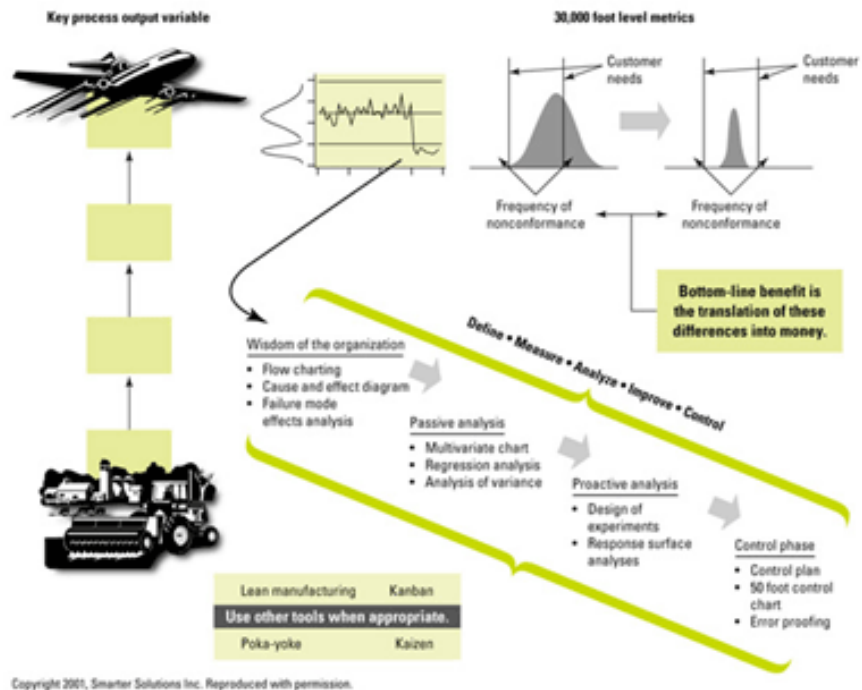 Key process output variable
30,000 foot level metrics
Customer
needs
Customer
needs
Frequency of
nonconformance
Frequency of
nonconformance
Bottom-line benefit is
the translation of these
differences into money.
Define • Measure • Analyze • Improve • Control
Wisdom of the organization
• Flow charting
• Cause and effect diagram
• Failure mode
effects analysis
Passive analysis
• Multivariate chart
• Regression analysis
• Analysis of variance
Proactive analysis
• Design of
experiments
• Response surface
analyses
Control phase
• Control plan
• 50 foot control
chart
• Error proofing
Lean manufacturing Kanban
Use other tools when appropriate.
Poka-yoke Kaizen
Copyright 2001, Smarter Solutions Inc. Reproduced with permission.